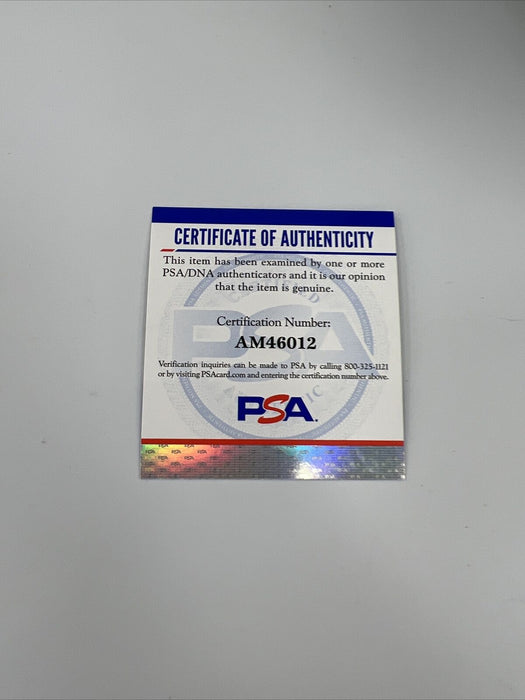 CERTIFICATE OF AUTHENTICITY
This item has been examined by one or more
PSA/DNA authenticators and it is our opinion
that the item is genuine.
Certification Number:
AM46012
Verification inquiries can be made to PSA by calling 800-325-1121
or by visiting PSAcard.com and entering the certification number above.
PSA